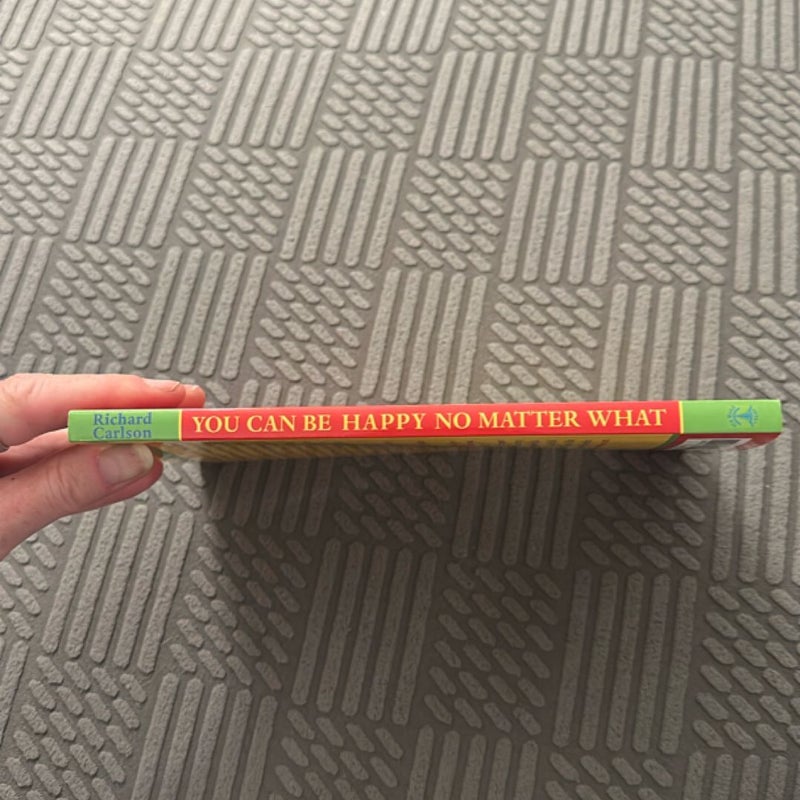 Richard
Carlson
YOU CAN BE HAPPY NO MATTER WHAT